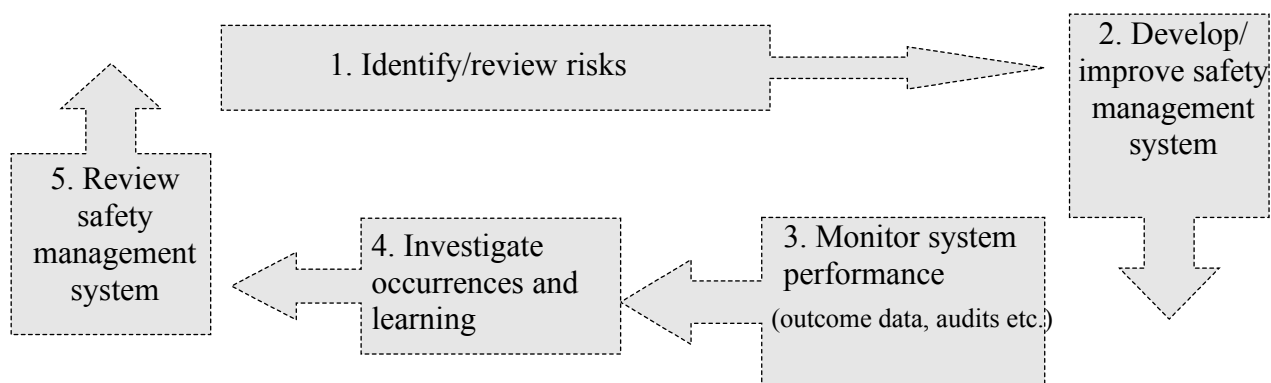 1. Identify/review risks
2. Develop/
improve safety
management
system
3. Monitor system
performance
(outcome data, audits etc.)
4. Investigate
occurrences and
learning
5. Review
safety
management
system